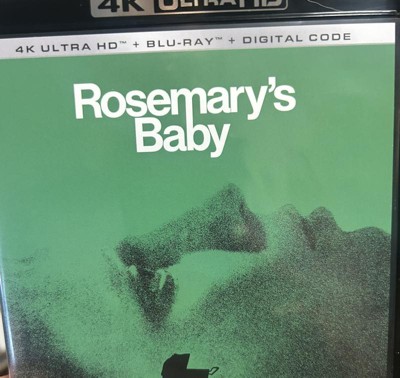 4K ULTRA HD
4K ULTRA HD™ + BLU-RAY™ + DIGITAL CODE
Rosemary's
Baby